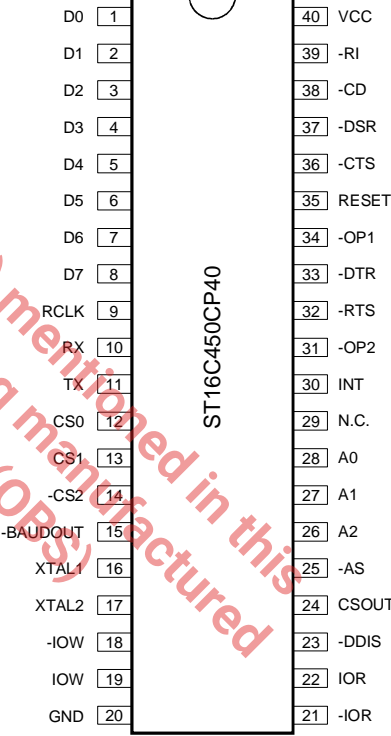 D0 1
D1 2
D2 3
D3 4
D4 5
D5 6
D6 7
D7 8
RCLK 9
RX 10
TX 11
CS0 12
CS1 13
-CS2 14
-BAUDOUT 15
XTAL1 16
XTAL2 17
-IOW 18
IOW 19
GND 20
ST16C450CP40
40 VCC
39 -RI
38 -CD
37 -DSR
36 -CTS
35 RESET
34 -OP1
33 -DTR
32 -RTS
31 -OP2
30 INT
29 N.C.
28 A0
27 A1
26 A2
25 -AS
24 CSOUT
23 -DDIS
22 IOR
21 -IOR
mentioned in this
manufactured
(OBS)